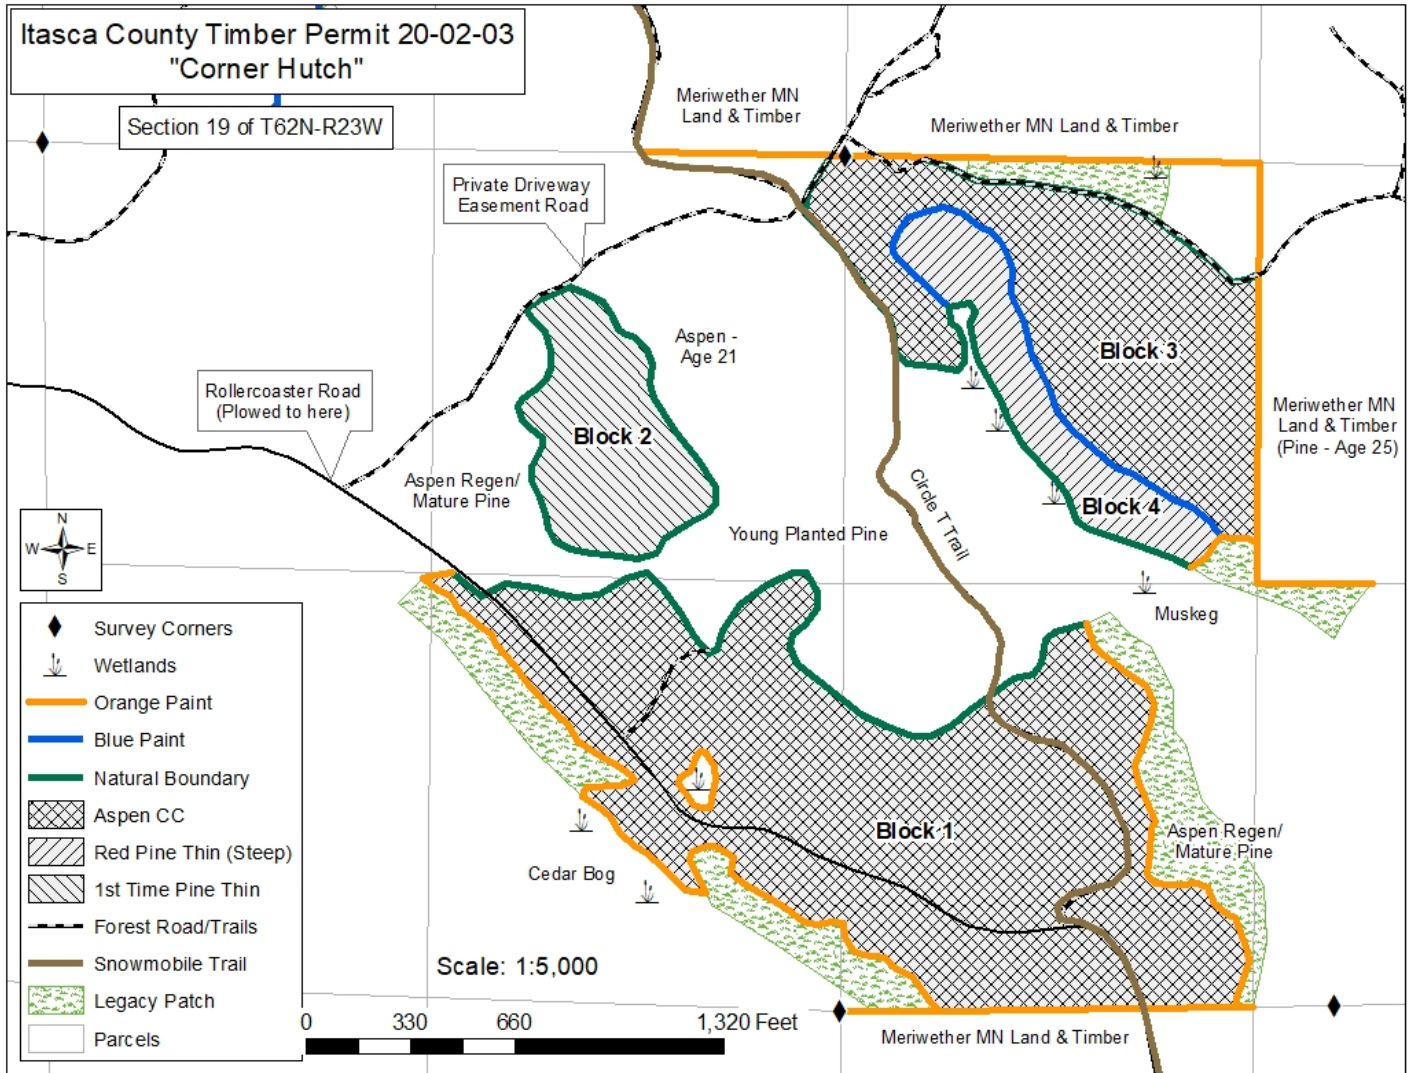 Itasca County Timber Permit 20-02-03
"Corner Hutch"
Section 19 of T62N-R23W
Meriwether MN
Land & Timber
Meriwether MN Land & Timber
Private Driveway
Easement Road
Aspen -
Age 21
Block 3
Rollercoaster Road
(Plowed to here)
Meriwether MN
Land & Timber
(Pine - Age 25)
Block 2
Aspen Regen/
Mature Pine
Circle T Trail
Block 4
Young Planted Pine
N
W
E
S
Muskeg
Block 1
Aspen Regen/
Mature Pine
Cedar Bog
Survey Corners
Wetlands
Orange Paint
Blue Paint
Natural Boundary
Aspen CC
Red Pine Thin (Steep)
1st Time Pine Thin
Forest Road/Trails
Snowmobile Trail
Legacy Patch
Parcels
Scale: 1:5,000
0 330 660 1,320 Feet
Meriwether MN Land & Timber